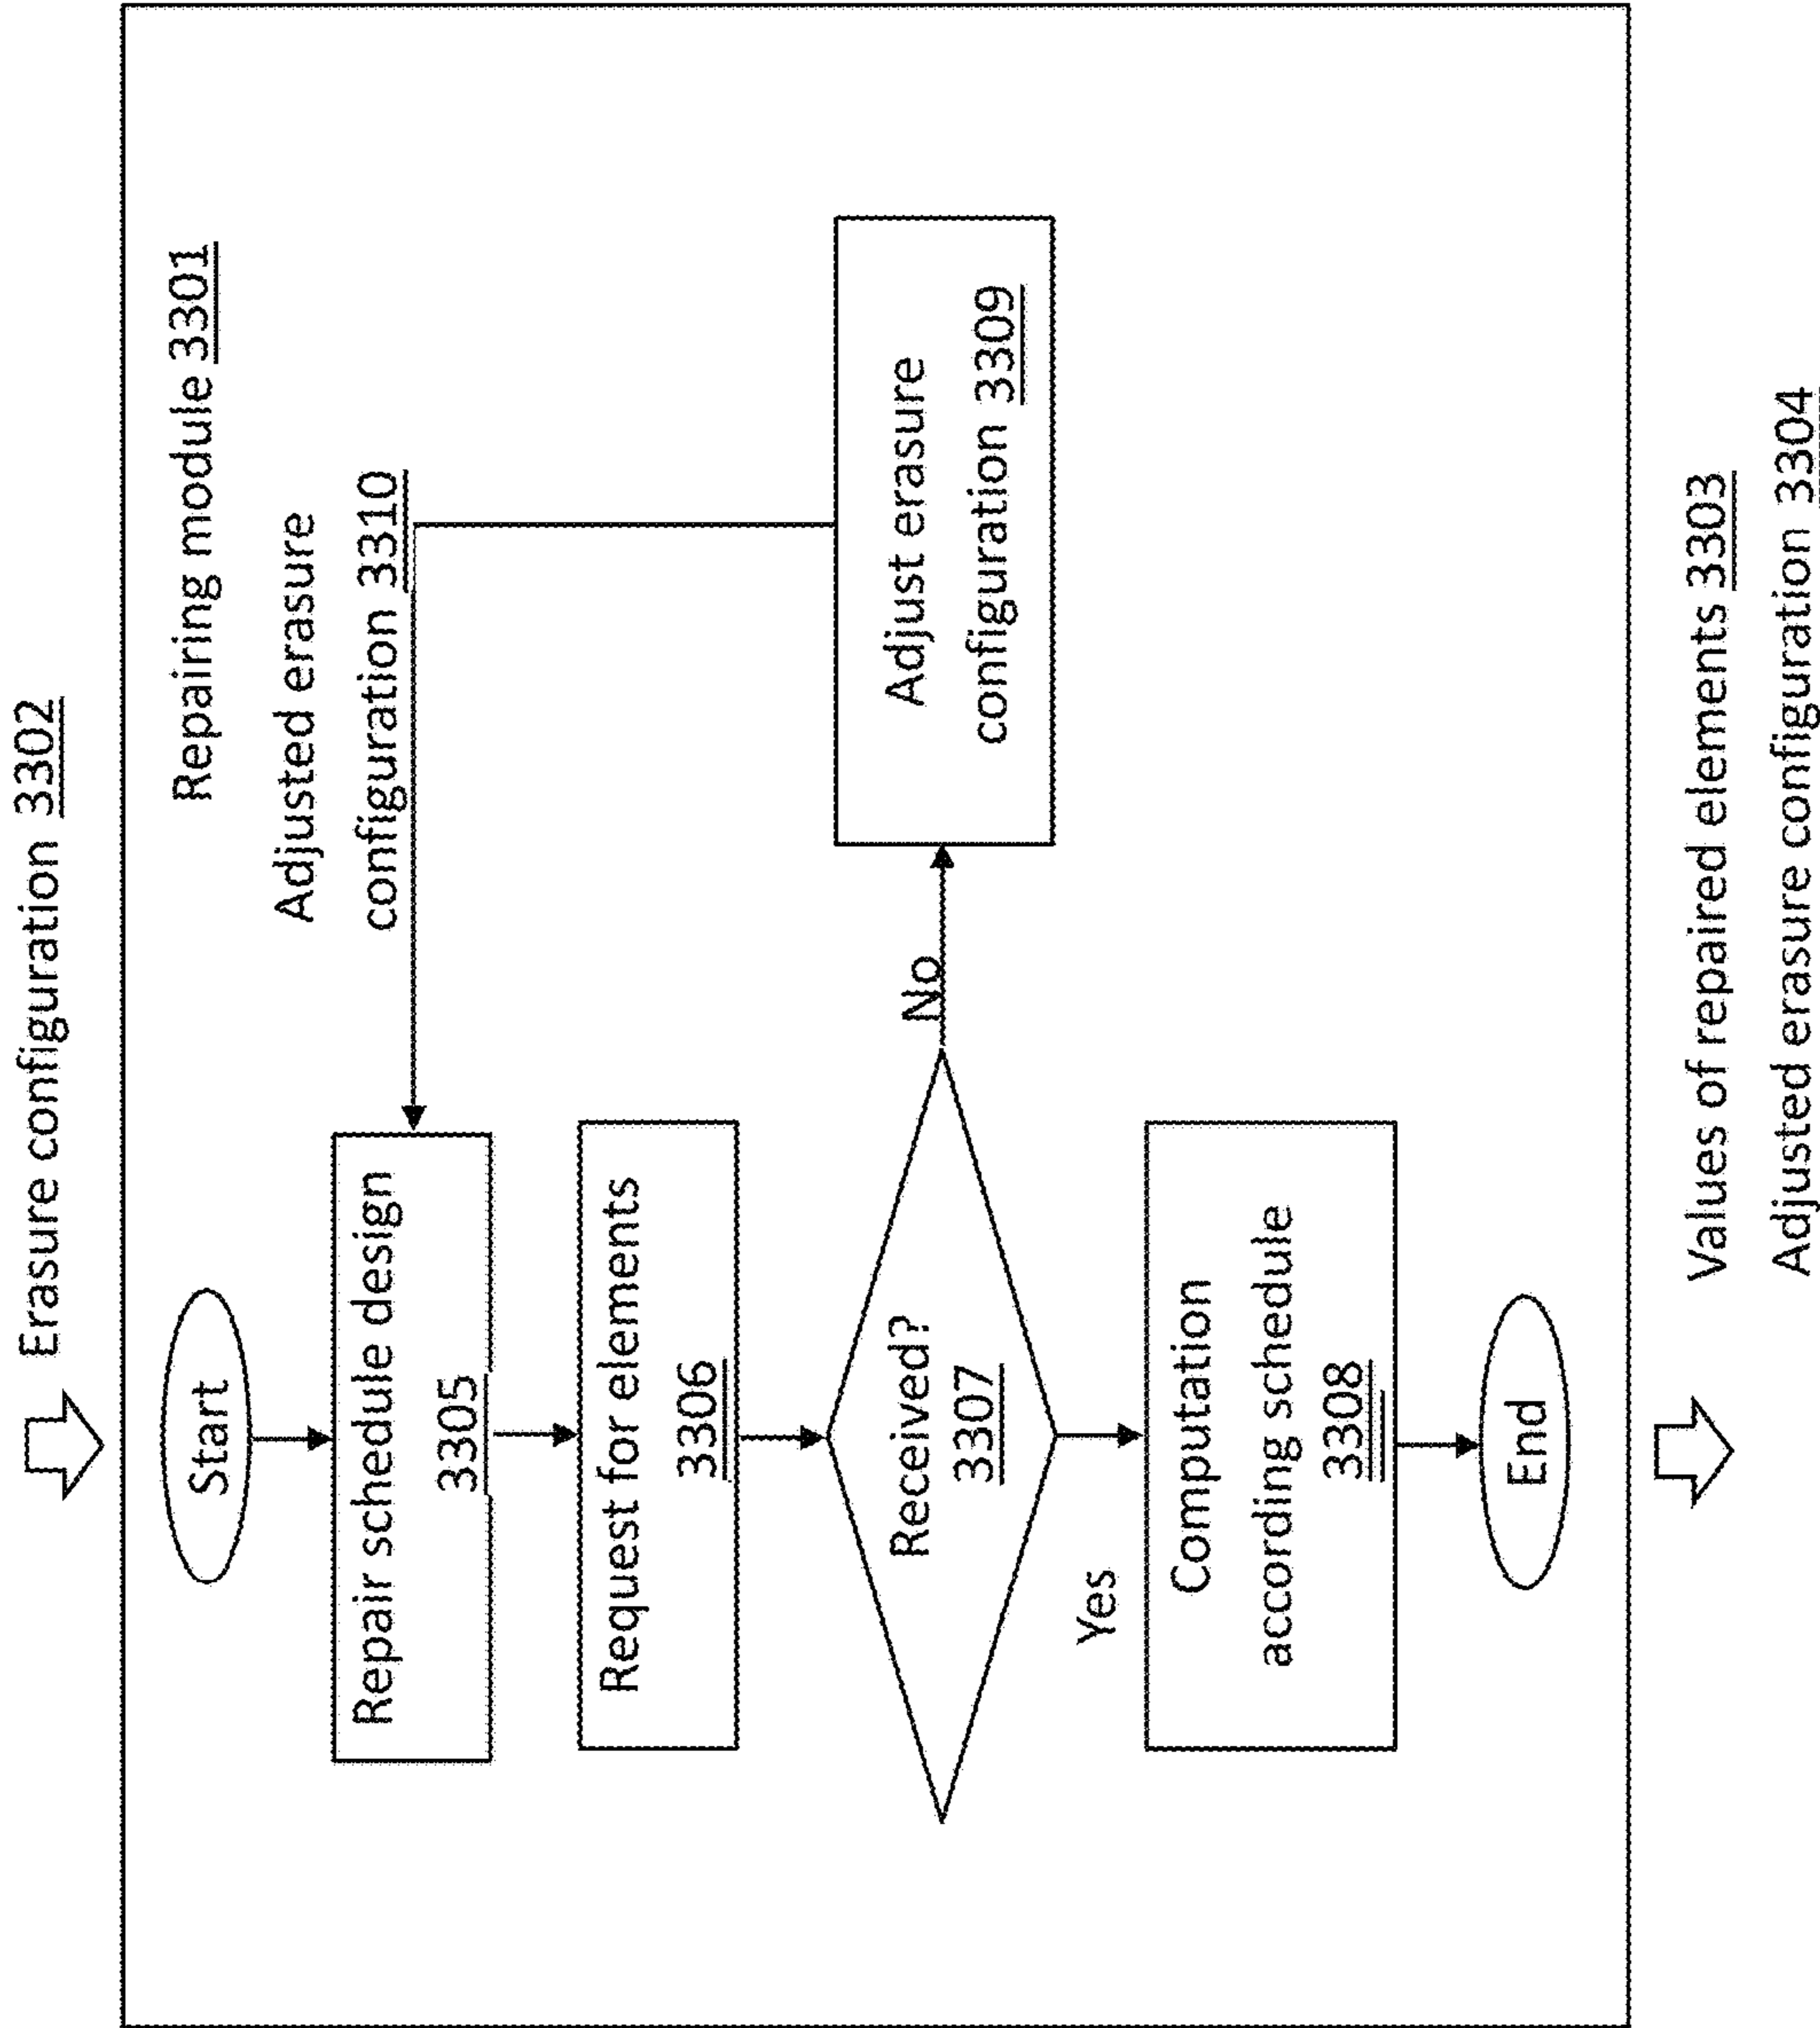 Erasure configuration 3302
Repairing module 3301
Start
Adjusted erasure
configuration 3310
Repair schedule design
3305
Request for elements
3306
Received?
3307
No
Adjust erasure
configuration 3309
Yes
Computation
according schedule
3308
End
Values of repaired elements 3303
Adjusted erasure configuration 3304